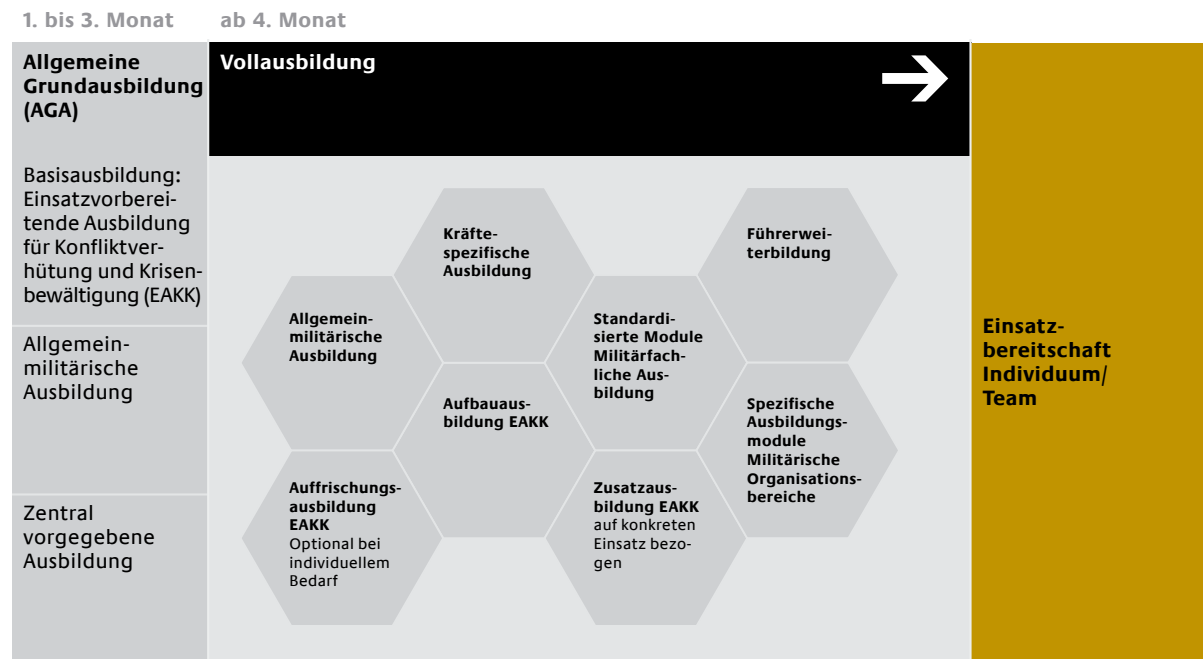 1. bis 3. Monat
ab 4. Monat
Allgemeine
Grundausbildung
(AGA)
Basisausbildung:
Einsatzvorberei-
tende Ausbildung
für Konfliktver-
hütung und Krisen-
bewältigung (EAKK)
Allgemein-
militärische
Ausbildung
Zentral
vorgegebene
Ausbildung
Vollausbildung
Allgemein-
militärische
Ausbildung
Auffrischungs-
ausbildung
EAKK
Optional bei
individuellem
Bedarf
Kräfte-
spezifische
Ausbildung
Aufbauaus-
bildung EAKK
Standardi-
sierte Module
Militärfach-
liche Aus-
bildung
Zusatzaus-
bildung EAKK
auf konkreten
Einsatz bezo-
gen
Führerwei-
terbildung
Spezifische
Ausbildungs-
module
Militärische
Organisations-
bereiche
Einsatz-
bereitschaft
Individuum/
Team